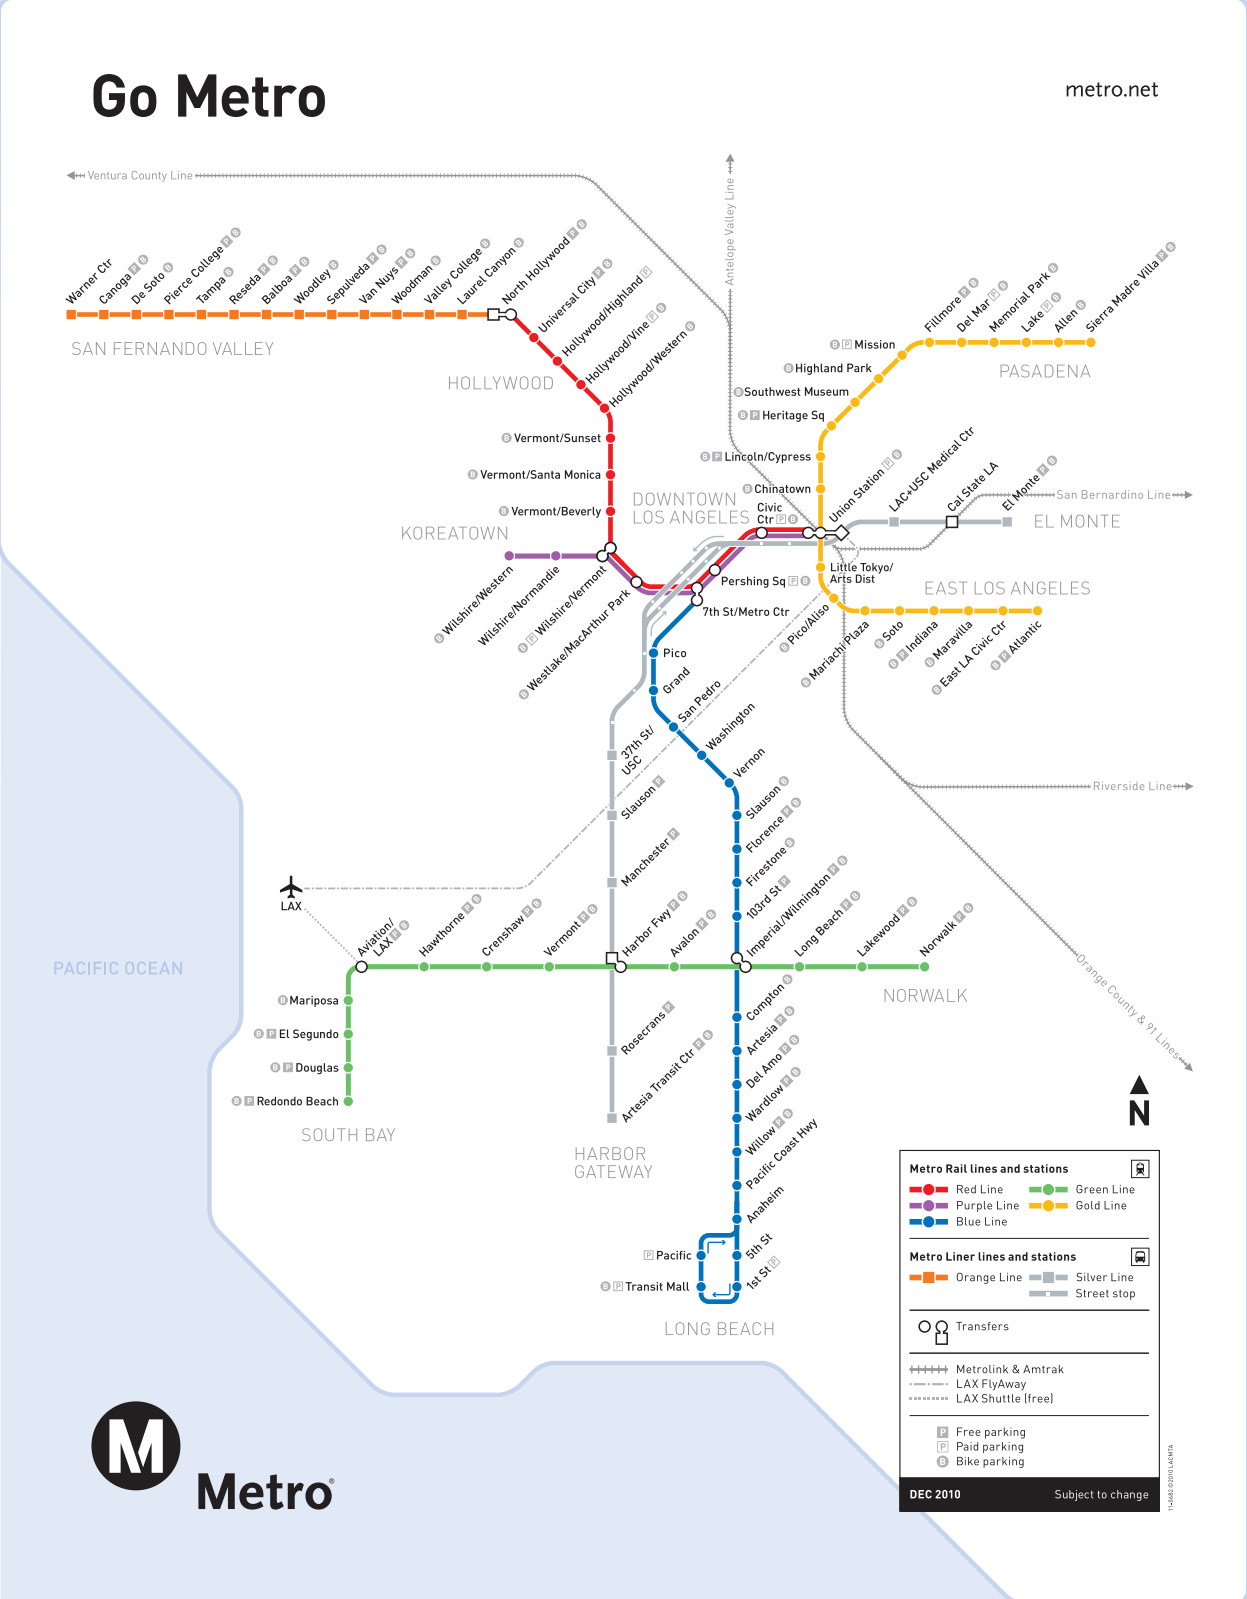 Go Metro
metro.net
Ventura County Line
Antelope Valley Line
Warner Ctr
Canoga P B
De Soto B
Pierce College P B
Tampa B
Reseda P B
Balboa P B
Woodley B
Sepulveda P B
Van Nuys P B
Woodman B
Valley College B
Laurel Canyon B
North Hollywood P B
Universal City P B
Hollywood/Highland P
Hollywood/Vine P B
Hollywood/Western B
SAN FERNANDO VALLEY
HOLLYWOOD
B Vermont/Sunset
B Vermont/Santa Monica
B Vermont/Beverly
KOREATOWN
B Wilshire/Western
Wilshire/Normandie
B P Wilshire/Vermont
B Westlake/MacArthur Park
DOWNTOWN
LOS ANGELES
Civic
Ctr P B
Pershing Sq P B
7th St/Metro Ctr
Fillmore P B
Del Mar P B
Memorial Park B
Lake P B
Allen B
Sierra Madre Villa P B
PASADENA
B P Mission
B Highland Park
B Southwest Museum
B P Heritage Sq
B P Lincoln/Cypress
B Chinatown
Union Station P B
LAC+USC Medical Ctr
Cal State LA
El Monte P B
San Bernardino Line
EL MONTE
Little Tokyo/
Arts Dist
EAST LOS ANGELES
B Pico/Aliso
B Mariachi Plaza
B Soto
B P Indiana
B Maravilla
B East LA Civic Ctr
B P Atlantic
Pico
Grand
San Pedro
Washington
Vernon
37th St/
USC
Slauson P
Manchester P
Slauson B
Florence P B
Firestone B
103rd St P
Imperial/Wilmington P B
Riverside Line
LAX
Aviation/
LAX P B
Hawthorne P B
Crenshaw P B
Vermont P B
Harbor Fwy P B
Avalon P B
Long Beach P B
Lakewood P B
Norwalk P B
NORWALK
Orange County & 91 Lines
PACIFIC OCEAN
B Mariposa
B P El Segundo
B P Douglas
B P Redondo Beach
SOUTH BAY
Rosecrans P
Artesia Transit Ctr P B
HARBOR
GATEWAY
Compton B
Artesia P B
Del Amo P B
Wardlow P B
Willow P B
Pacific Coast Hwy
Anaheim
5th St
1st St P
P Pacific
B P Transit Mall
LONG BEACH
N
Metro Rail lines and stations
Red Line
Green Line
Purple Line
Gold Line
Blue Line
Metro Liner lines and stations
Orange Line
Silver Line
Street stop
Transfers
Metrolink & Amtrak
LAX FlyAway
LAX Shuttle (free)
P Free parking
P Paid parking
B Bike parking
DEC 2010
Subject to change
11-0682 ©2010 LACMTA
M
Metro®